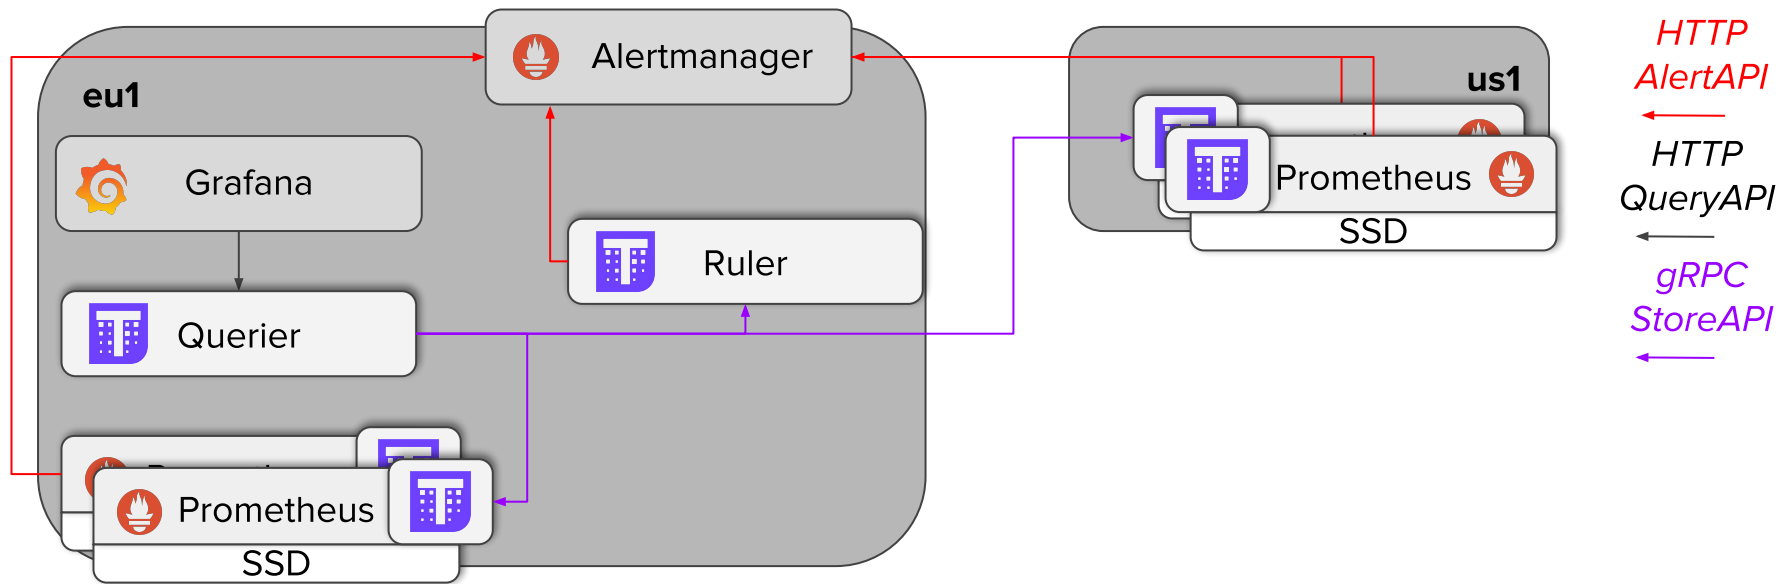 Alertmanager
eu1
Grafana
Ruler
Querier
Prometheus
SSD
us1
Prometheus
SSD
HTTP
AlertAPI
HTTP
QueryAPI
gRPC
StoreAPI